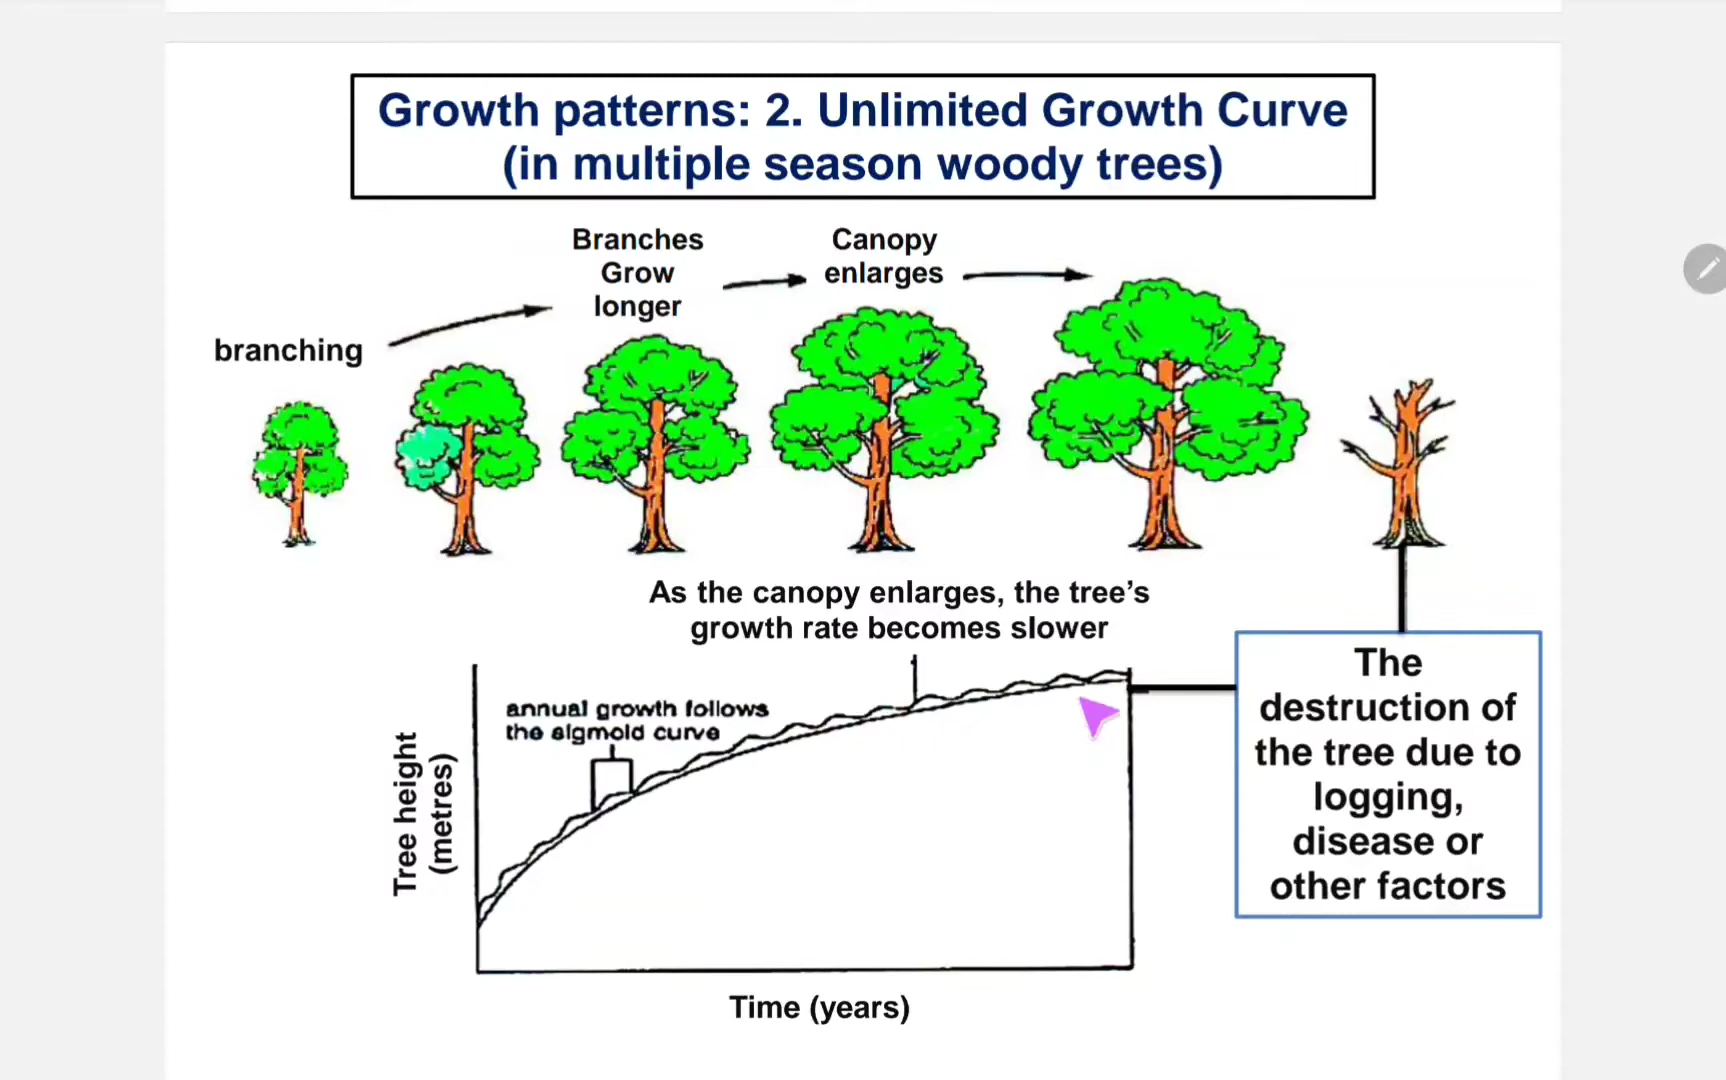 Growth patterns: 2. Unlimited Growth Curve
(in multiple season woody trees)
branching
Branches
Grow
longer
Canopy
enlarges
As the canopy enlarges, the tree's
growth rate becomes slower
annual growth follows
the sigmoid curve
Tree height
(metres)
Time (years)
The
destruction of
the tree due to
logging,
disease or
other factors